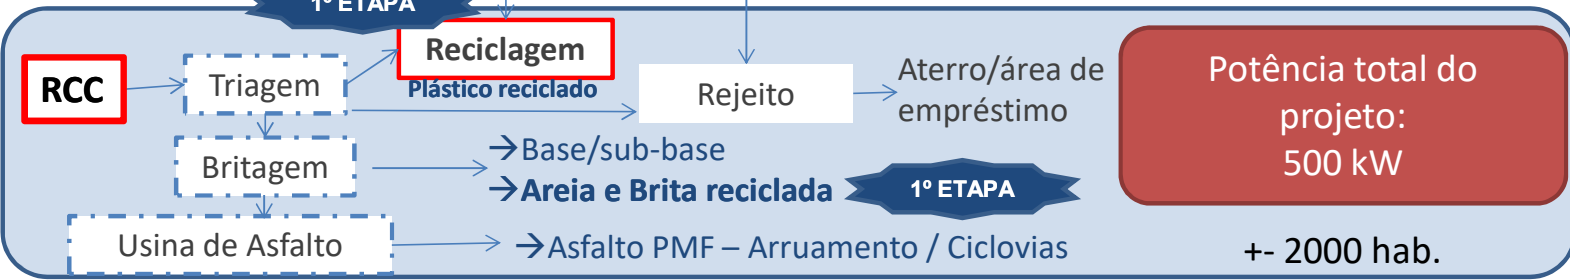 1º ETAPA
Reciclagem
RCC
Triagem
Plástico reciclado
Rejeito
Aterro/área de
empréstimo
Potência total do
projeto:
500 kW
Britagem
→Base/sub-base
→Areia e Brita reciclada
1º ETAPA
Usina de Asfalto
→Asfalto PMF – Arruamento / Ciclovias
+- 2000 hab.